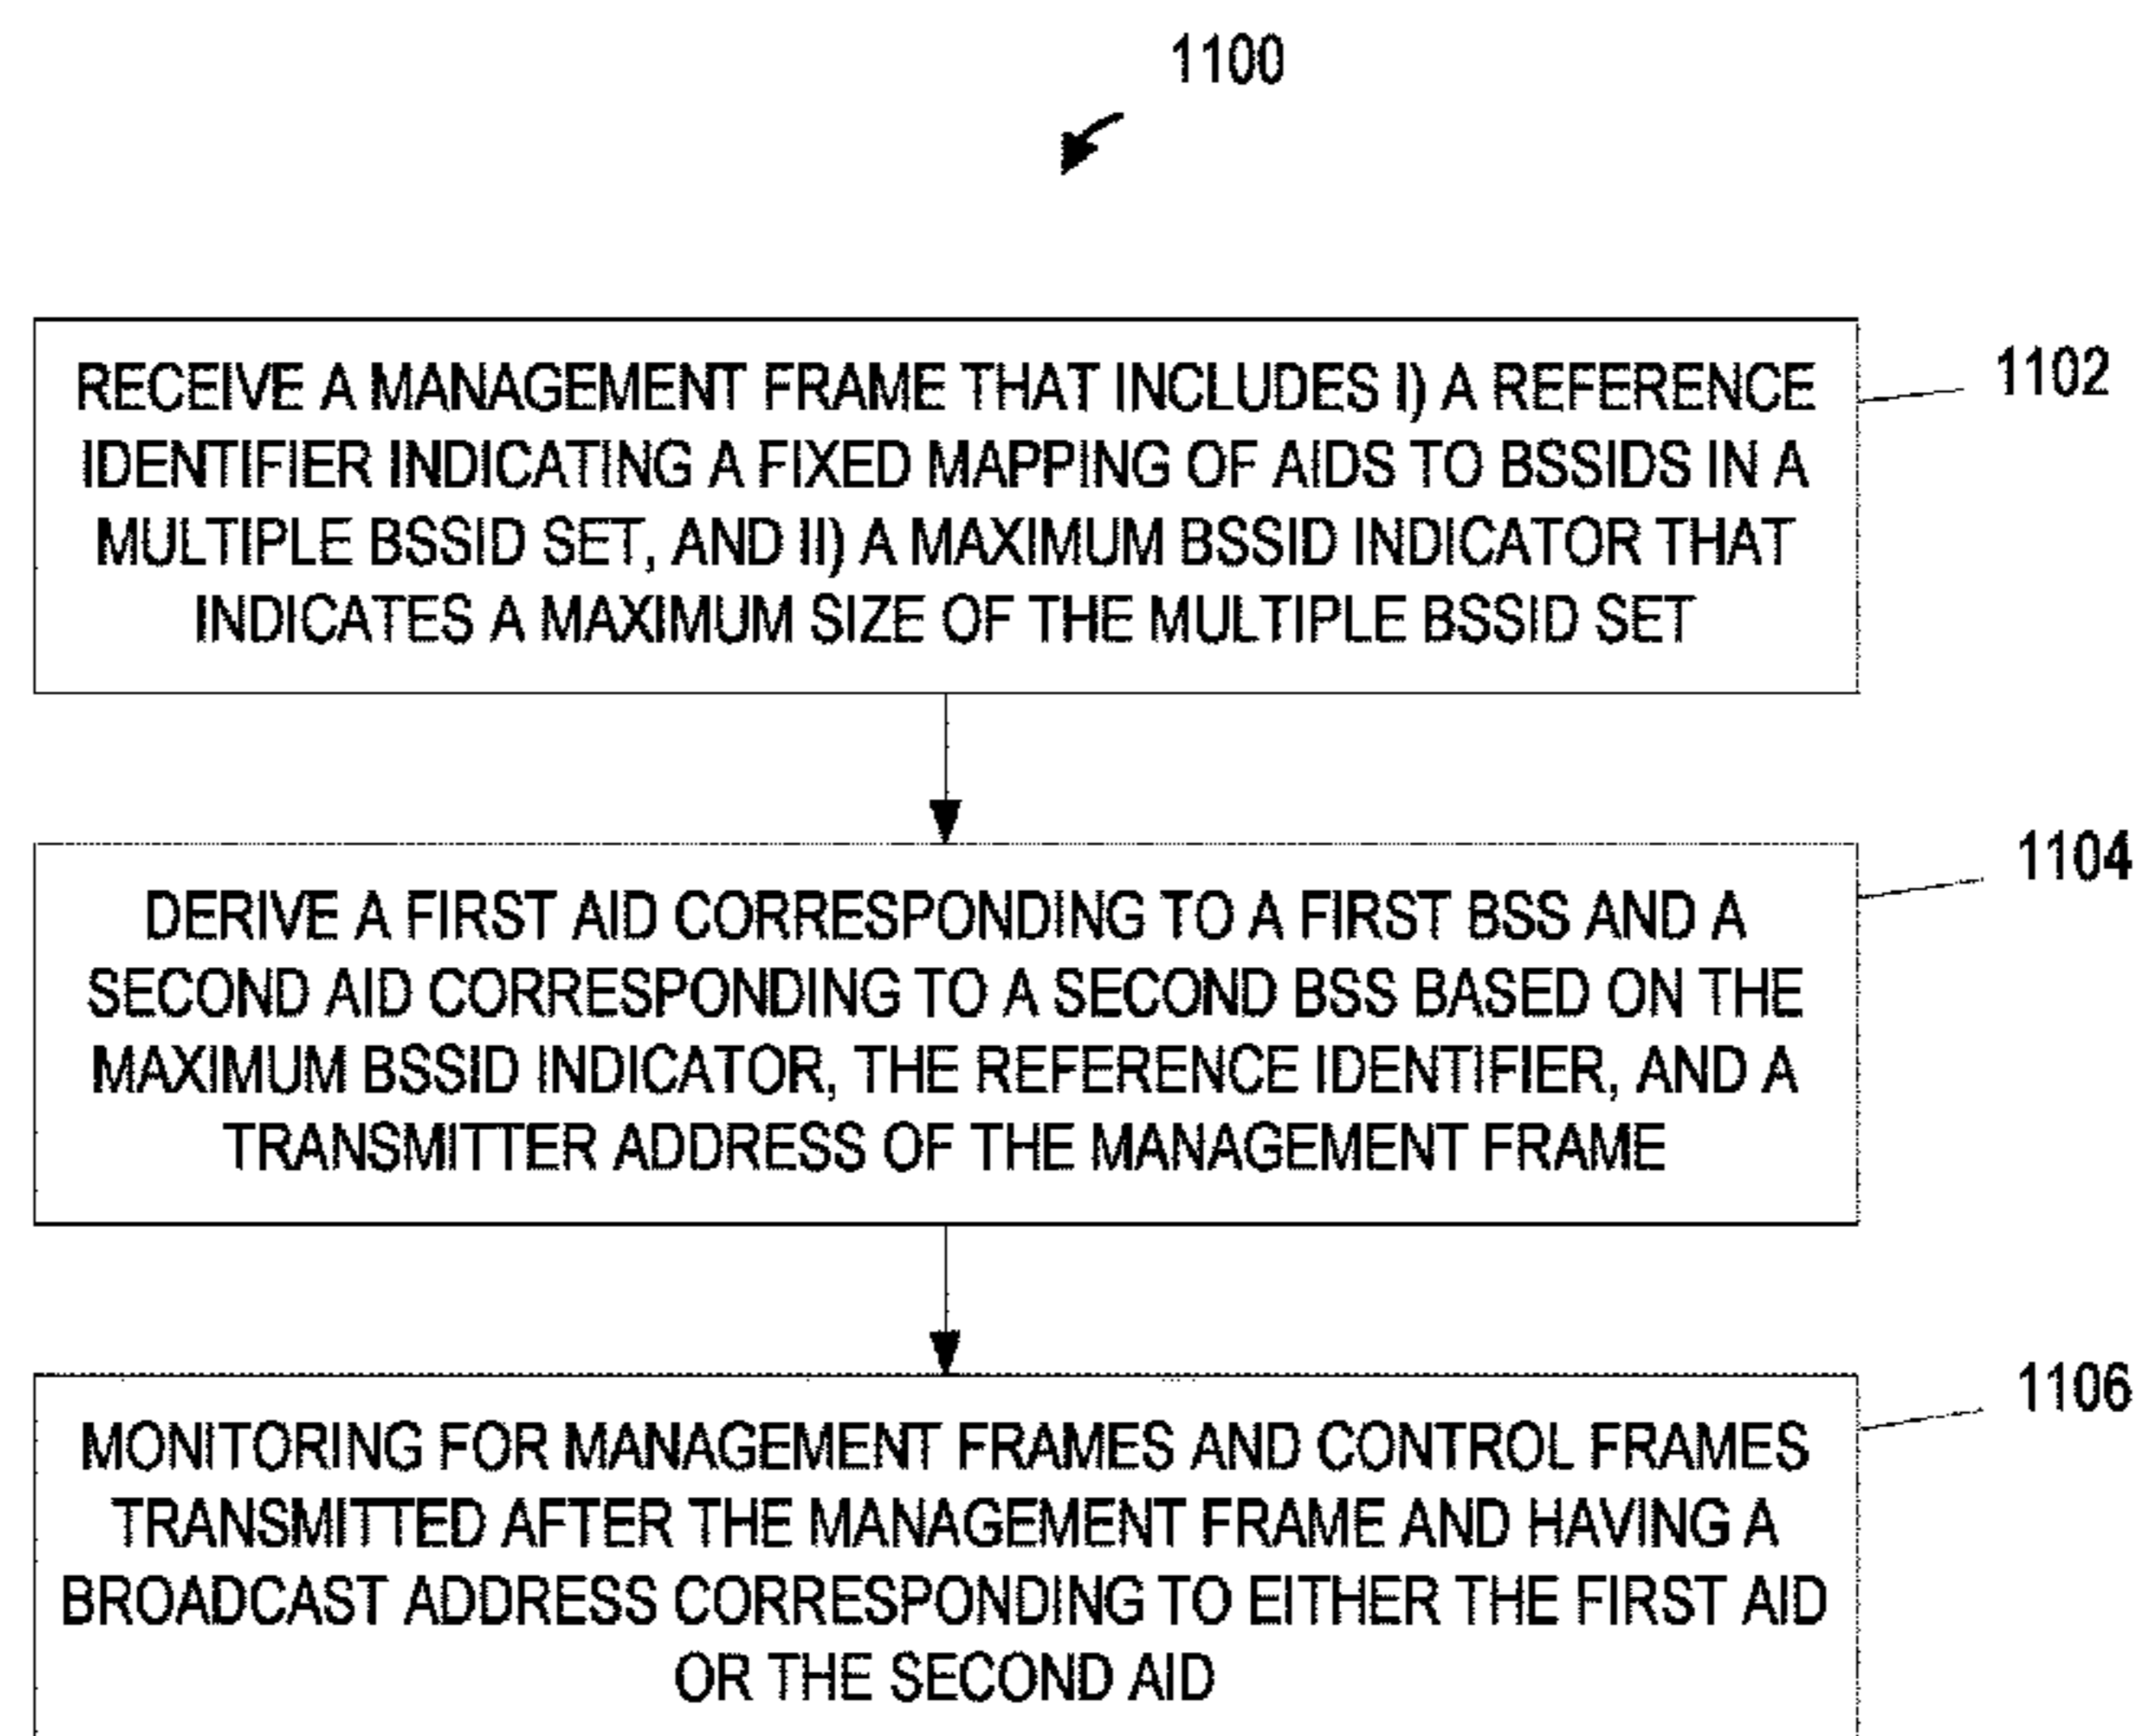 1100
RECEIVE A MANAGEMENT FRAME THAT INCLUDES I) A REFERENCE
IDENTIFIER INDICATING A FIXED MAPPING OF AIDS TO BSSIDS IN A
MULTIPLE BSSID SET, AND II) A MAXIMUM BSSID INDICATOR THAT
INDICATES A MAXIMUM SIZE OF THE MULTIPLE BSSID SET
1102
DERIVE A FIRST AID CORRESPONDING TO A FIRST BSS AND A
SECOND AID CORRESPONDING TO A SECOND BSS BASED ON THE
MAXIMUM BSSID INDICATOR, THE REFERENCE IDENTIFIER, AND A
TRANSMITTER ADDRESS OF THE MANAGEMENT FRAME
1104
MONITORING FOR MANAGEMENT FRAMES AND CONTROL FRAMES
TRANSMITTED AFTER THE MANAGEMENT FRAME AND HAVING A
BROADCAST ADDRESS CORRESPONDING TO EITHER THE FIRST AID
OR THE SECOND AID
1106